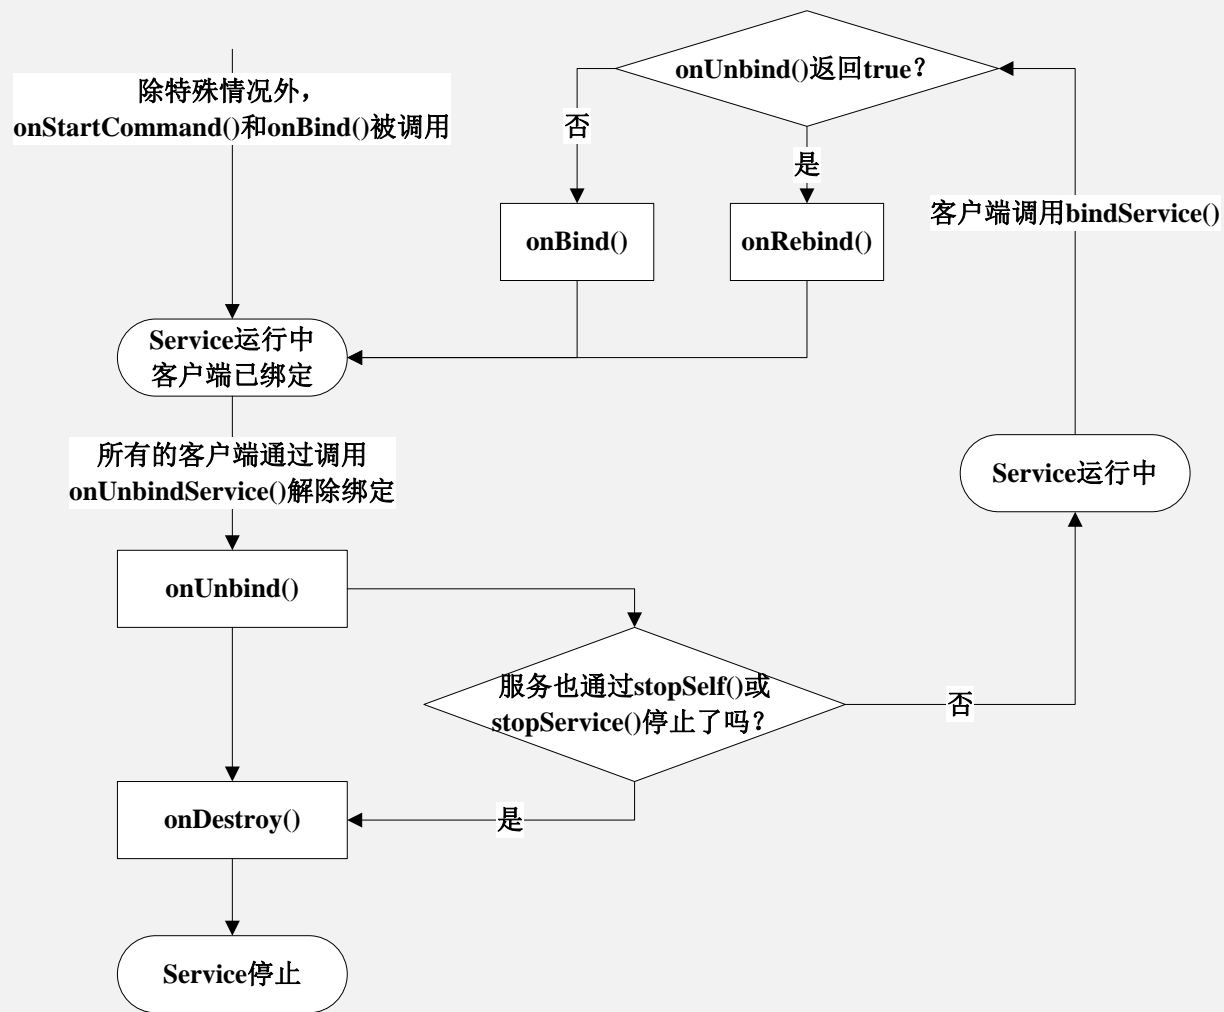 onUnbind()返回true？
除特殊情况外，
onStartCommand()和onBind()被调用
否
是
客户端调用bindService()
onBind()
onRebind()
Service运行中
客户端已绑定
所有的客户端通过调用
onUnbindService()解除绑定
Service运行中
onUnbind()
服务也通过stopSelf()或
stopService()停止了吗？
否
onDestroy()
是
Service停止